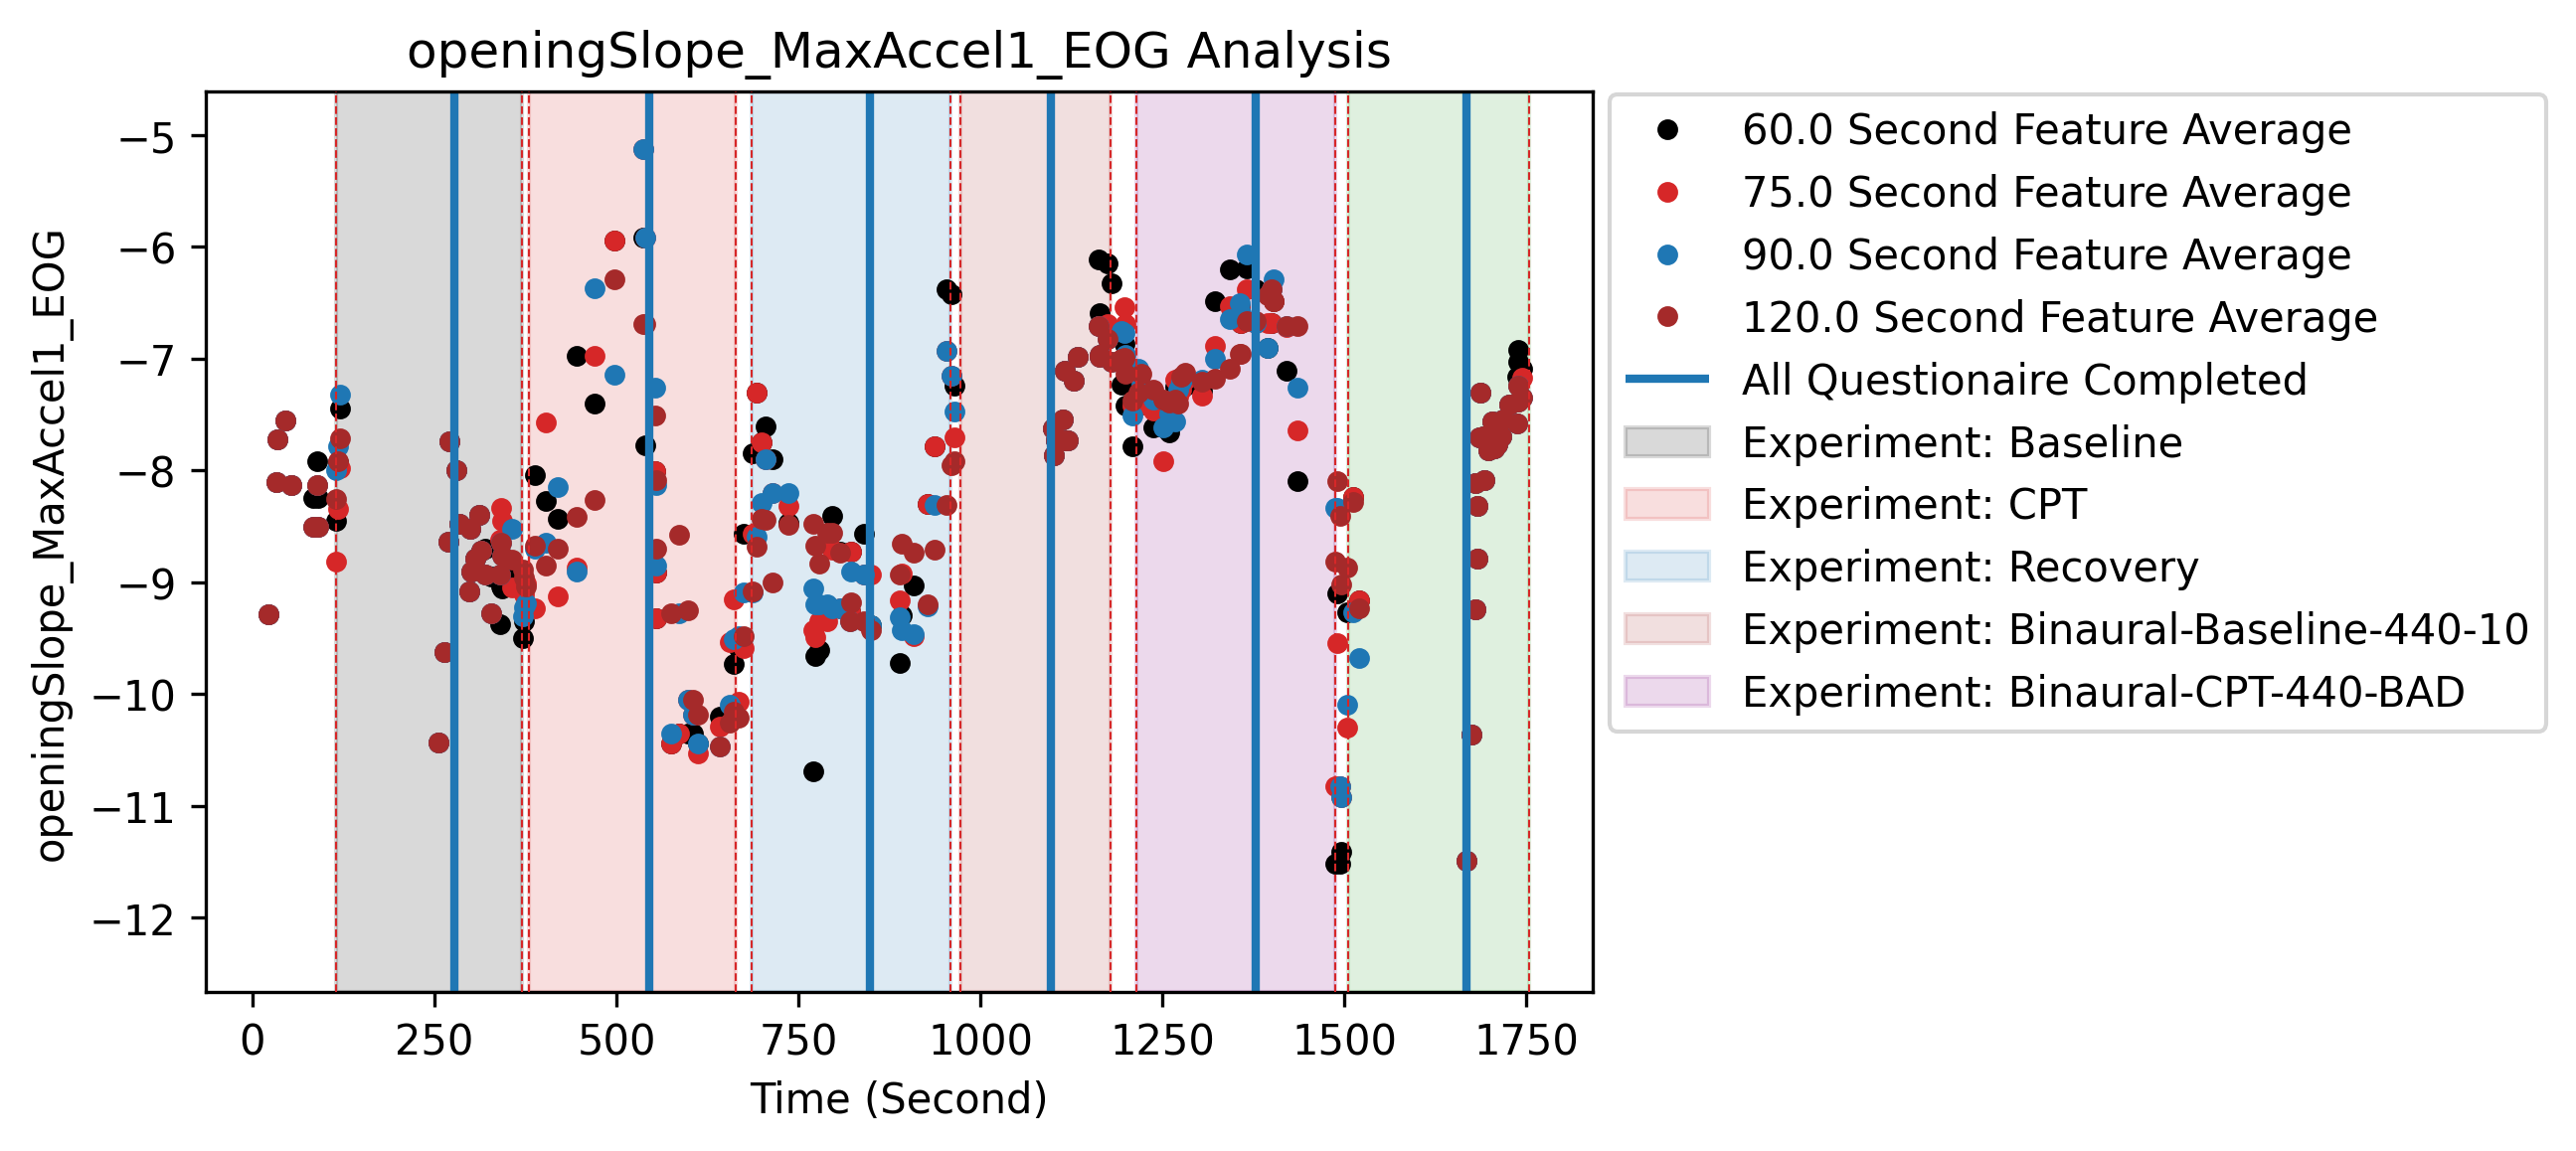 openingSlope_MaxAccel1_EOG Analysis
openingSlope_MaxAccel1_EOG
−5
−6
−7
−8
−9
−10
−11
−12
0 250 500 750 1000 1250 1500 1750
Time (Second)
60.0 Second Feature Average
75.0 Second Feature Average
90.0 Second Feature Average
120.0 Second Feature Average
All Questionaire Completed
Experiment: Baseline
Experiment: CPT
Experiment: Recovery
Experiment: Binaural-Baseline-440-10
Experiment: Binaural-CPT-440-BAD